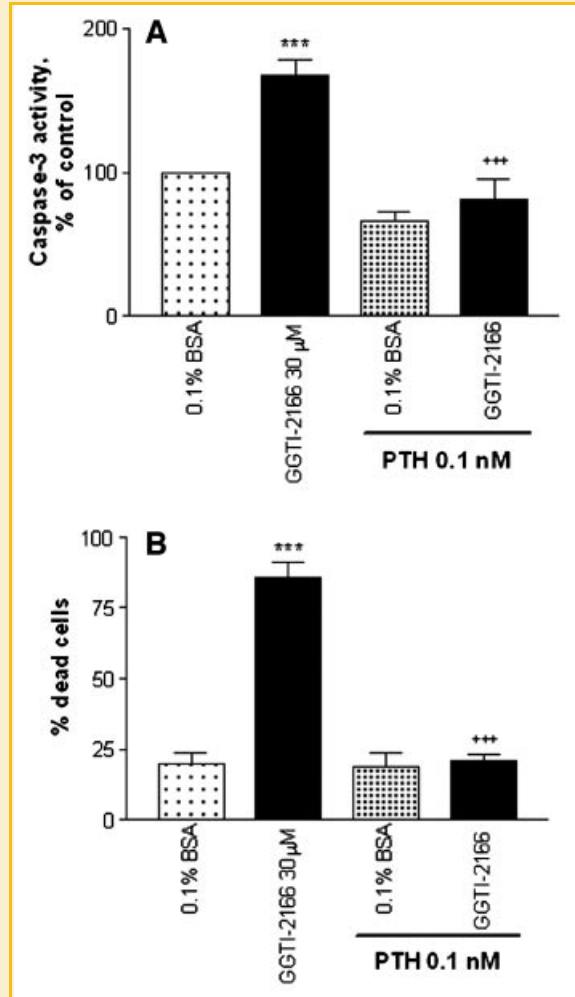 A
Caspase-3 activity,
% of control
200
100
0
***
+++
0.1% BSA
GGTI-2166 30 µM
0.1% BSA
GGTI-2166
PTH 0.1 nM
B
% dead cells
100
75
50
25
0
***
+++
0.1% BSA
GGTI-2166 30µM
0.1% BSA
GGTI-2166
PTH 0.1 nM